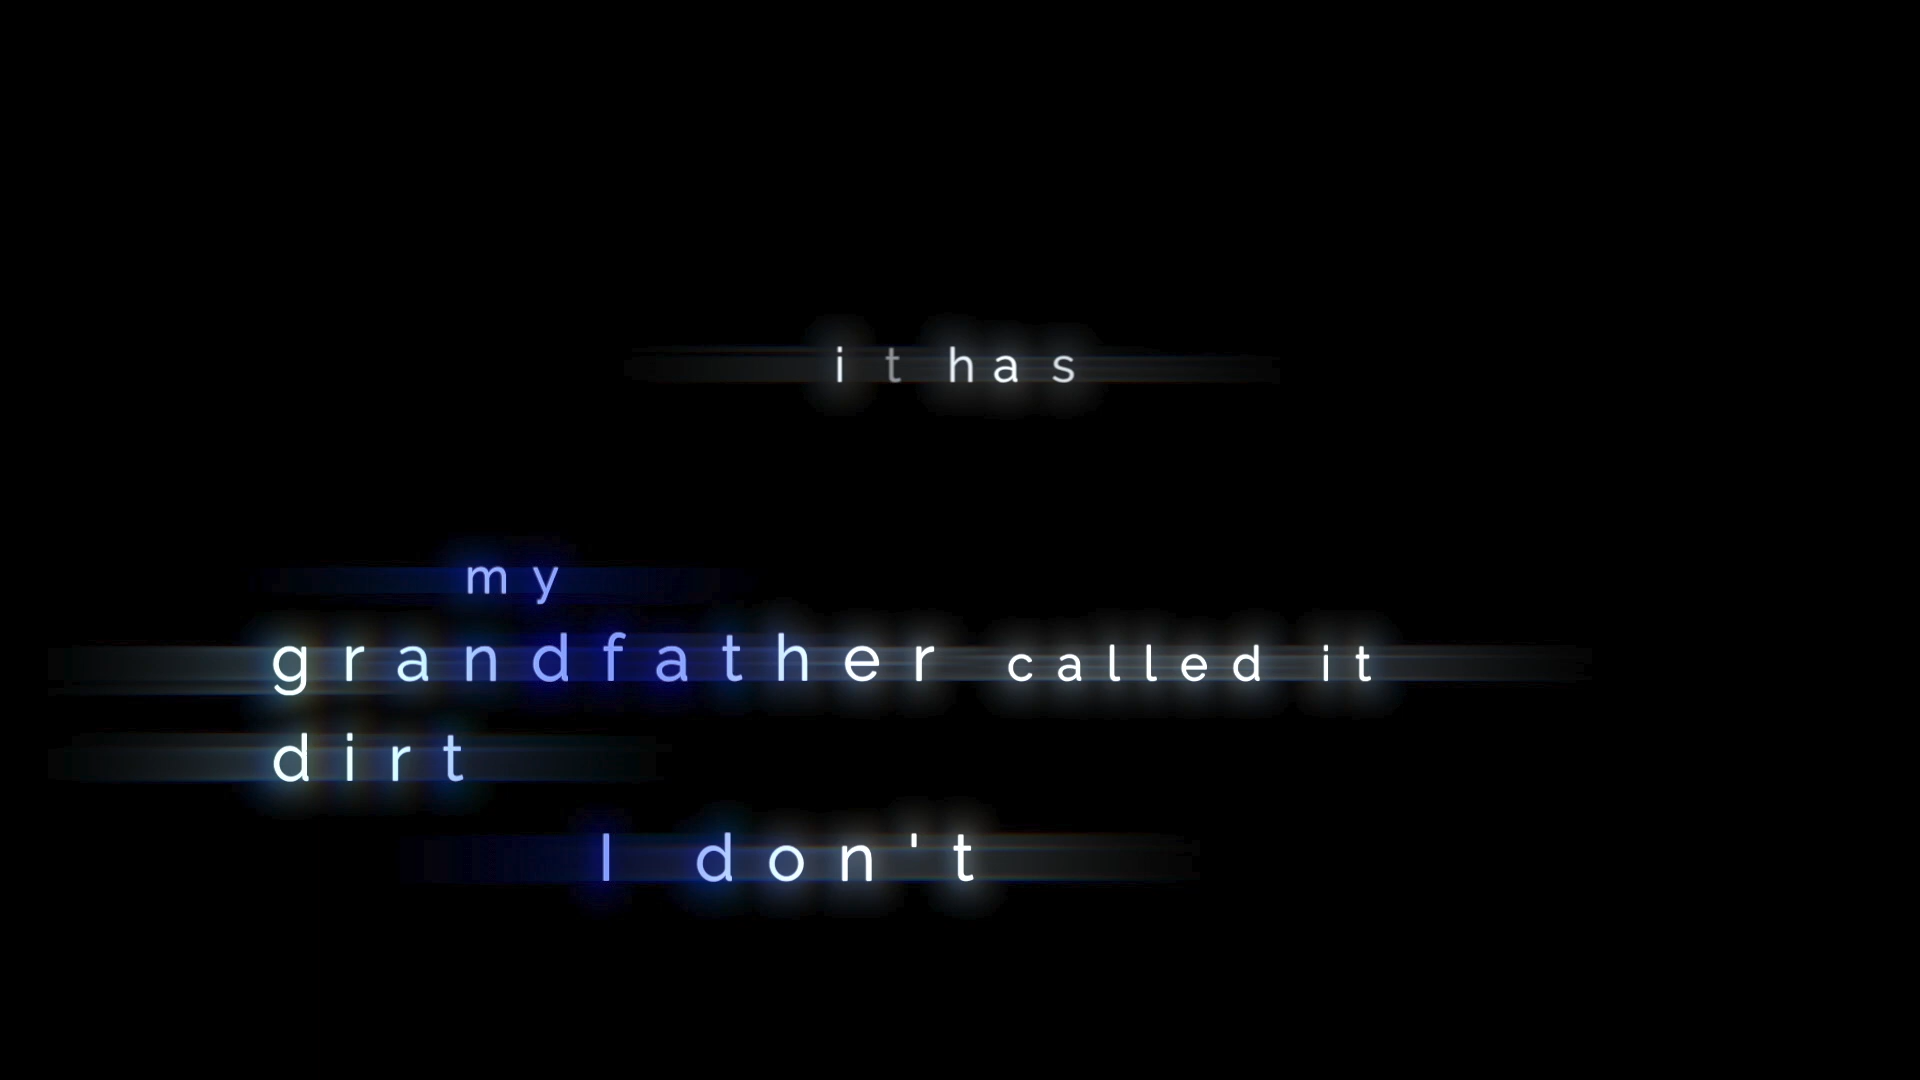 it has
my
grandfather called it
dirt
I don't